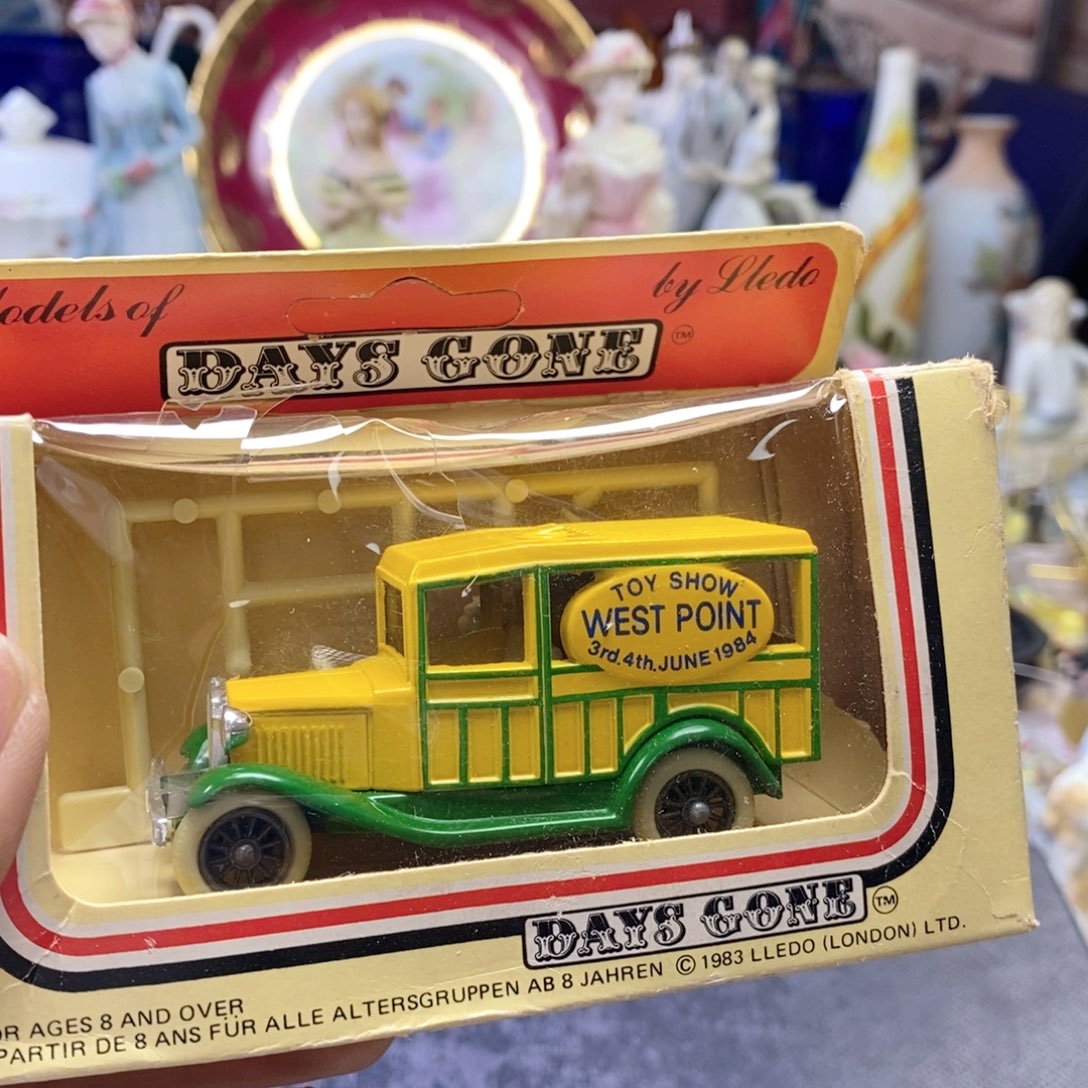 odels of
by Lledo
DAYS GONE ™
TOY SHOW
WEST POINT
3rd. 4th. JUNE 1984
DAYS GONE ™
OR AGES 8 AND OVER
PARTIR DE 8 ANS FÜR ALLE ALTERSGRUPPEN AB 8 JAHREN © 1983 LLEDO (LONDON) LTD.